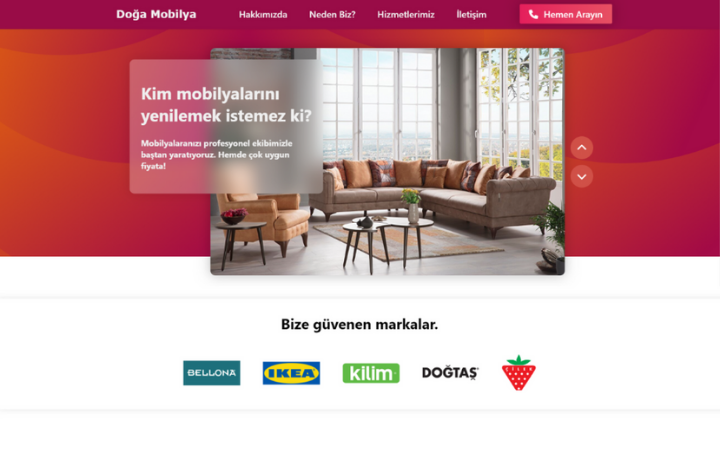 Doğa Mobilya
Hakkımızda
Neden Biz?
Hizmetlerimiz
İletişim
Hemen Arayın
Kim mobilyalarını
yenilemek istemez ki?
Mobilyalaranızı profesyonel ekibimizle
baştan yaratıyoruz. Hemde çok uygun
fiyata!
Bize güvenen markalar.
BELLONA
IKEA
kilim
DOĞTAŞ